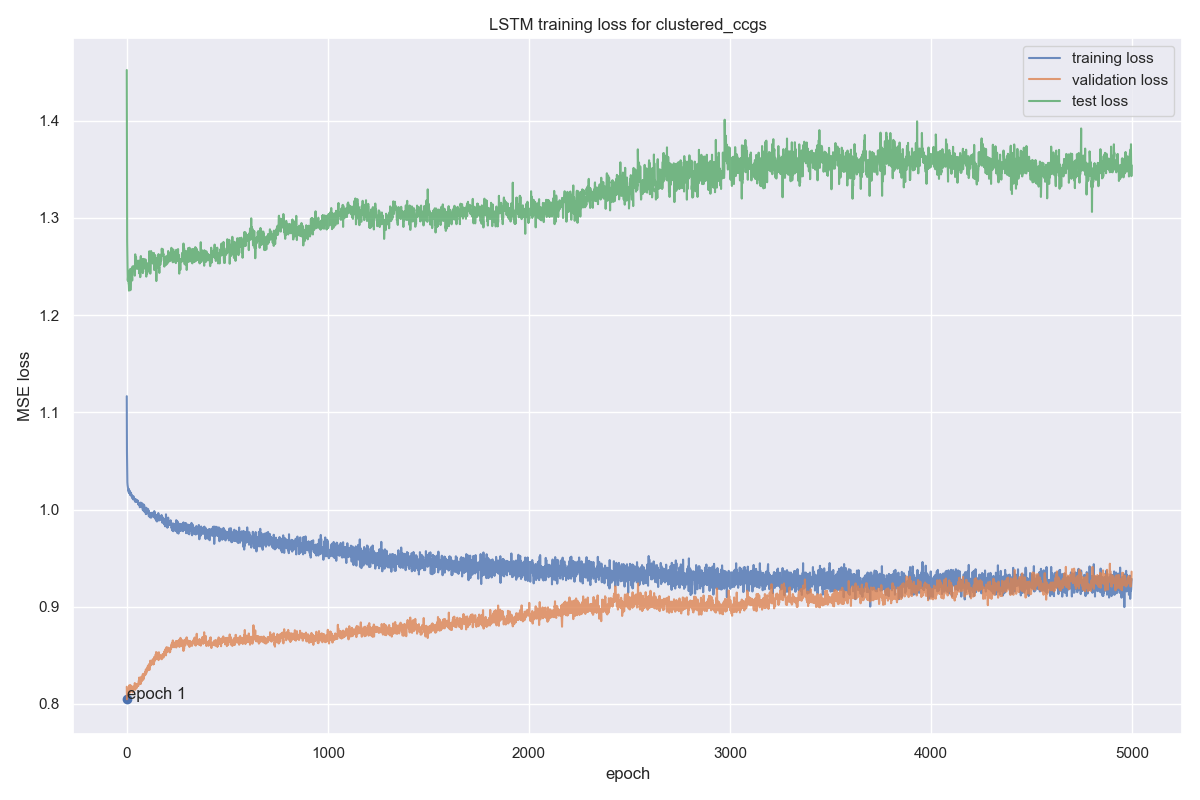 LSTM training loss for clustered_ccgs
training loss
validation loss
test loss
MSE loss
1.4
1.3
1.2
1.1
1.0
0.9
0.8
epoch 1
0
1000
2000
3000
4000
5000
epoch